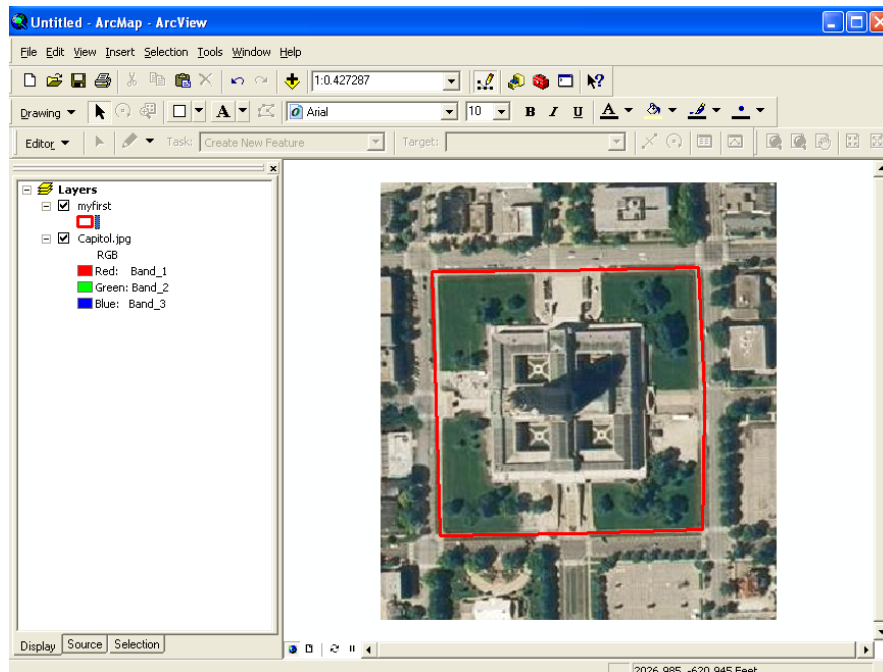 Untitled - ArcMap - ArcView
File Edit View Insert Selection Tools Window Help
1:0.427287
Drawing A Arial 10 B I U A
Editor Task: Create New Feature Target:
Layers
myfirst
Capitol.jpg
RGB
Red: Band_1
Green: Band_2
Blue: Band_3
Display Source Selection
2026.985 -620.945 Feet